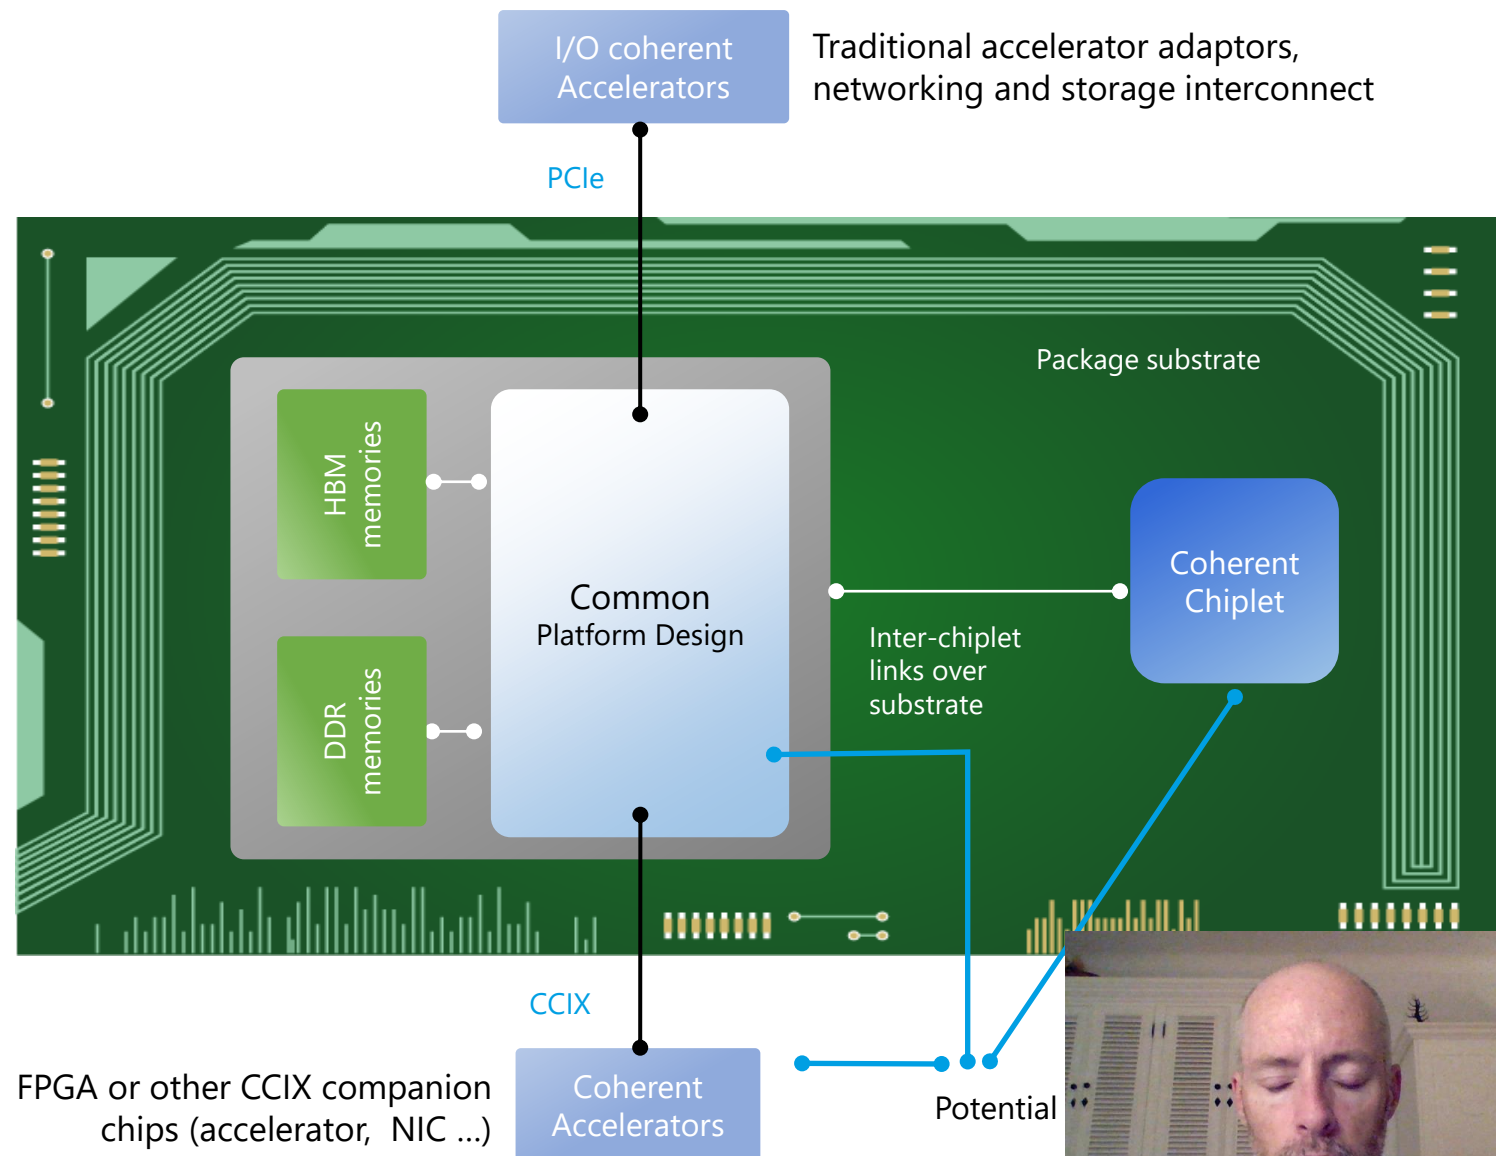 I/O coherent
Accelerators
Traditional accelerator adaptors,
networking and storage interconnect
PCIe
Package substrate
HBM
memories
Common
Platform Design
Coherent
Chiplet
Inter-chiplet
links over
substrate
DDR
memories
CCIX
FPGA or other CCIX companion
chips (accelerator, NIC ...)
Coherent
Accelerators
Potential